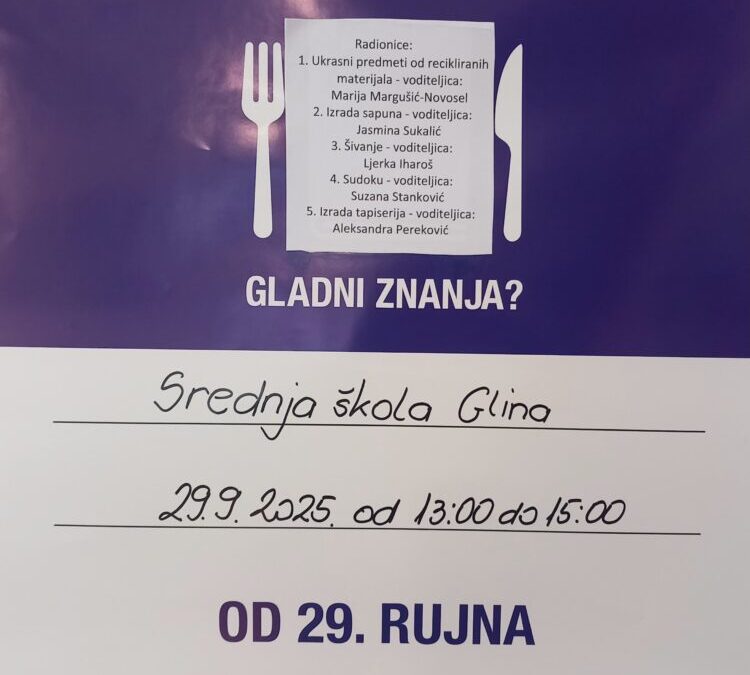 Radionice:
1. Ukrasni predmeti od recikliranih
materijala - voditeljica:
Marija Margušić-Novosel
2. Izrada sapuna - voditeljica:
Jasmina Sukalić
3. Šivanje - voditeljica:
Ljerka Iharoš
4. Sudoku - voditeljica:
Suzana Stanković
5. Izrada tapiserija - voditeljica:
Aleksandra Pereković
GLADNI ZNANJA?
Srednja škola Glina
29.9. 2025. od 13:00 do 15:00
OD 29. RUJNA